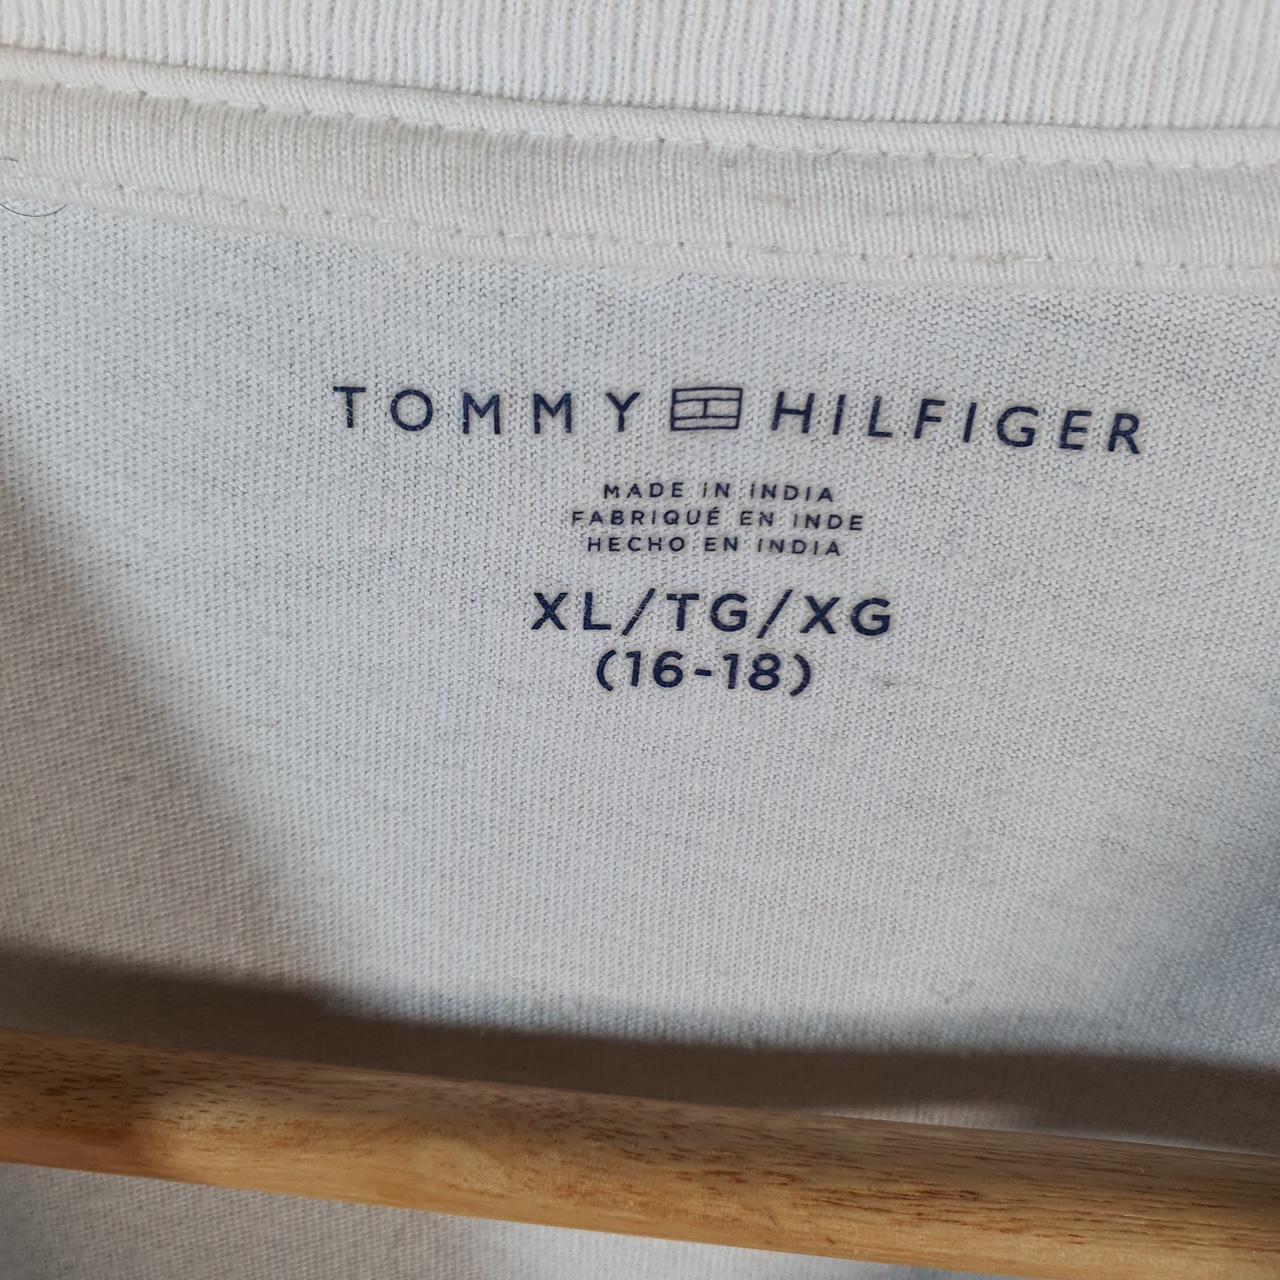 TOMMY HILFIGER
MADE IN INDIA
FABRIQUÉ EN INDE
HECHO EN INDIA
XL/TG/XG
(16-18)